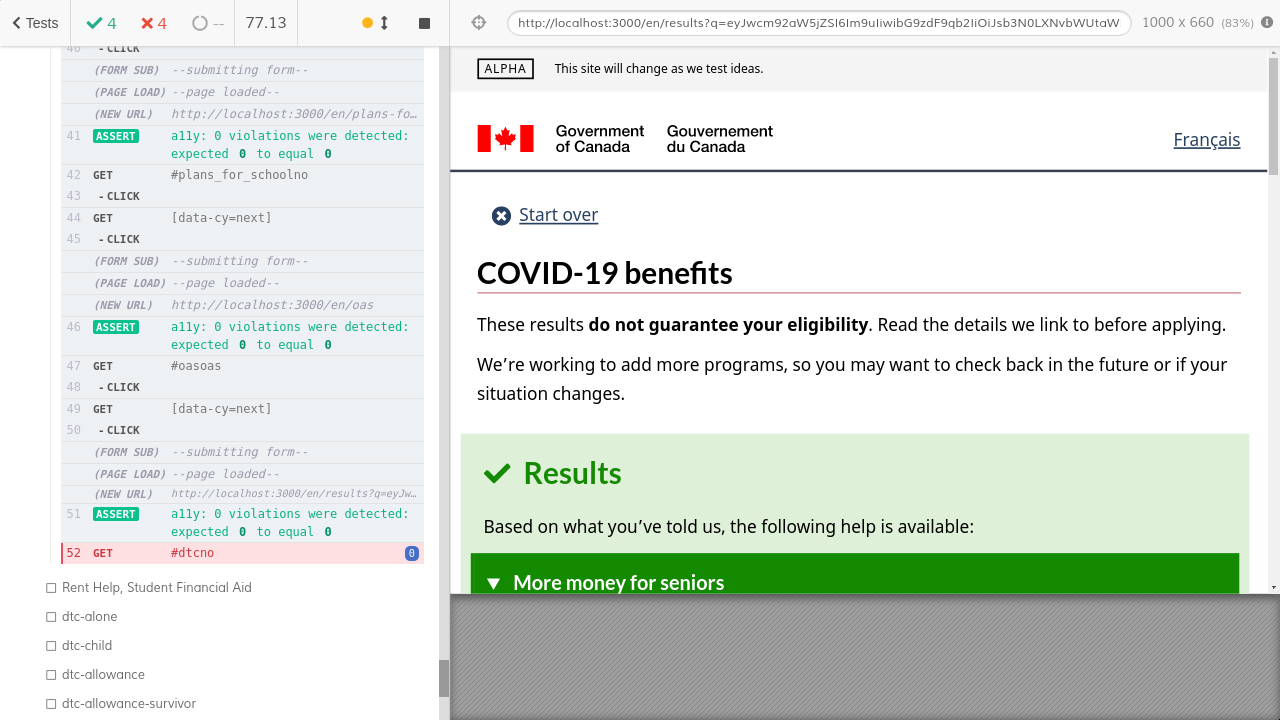 Tests
4
4
--
77.13
http://localhost:3000/en/results?q=eyJwcm92aW5jZSI6Im9uIiwibG9zdF9qb2IiOiJsb3N0LXNvbWUtaW
1000 x 660 (83%)
46 - CLICK
(FORM SUB) --submitting form--
(PAGE LOAD) --page loaded--
(NEW URL) http://localhost:3000/en/plans-fo…
41 ASSERT a11y: 0 violations were detected:
expected 0 to equal 0
42 GET #plans_for_schoolno
43 - CLICK
44 GET [data-cy=next]
45 - CLICK
(FORM SUB) --submitting form--
(PAGE LOAD) --page loaded--
(NEW URL) http://localhost:3000/en/oas
46 ASSERT a11y: 0 violations were detected:
expected 0 to equal 0
47 GET #oasoas
48 - CLICK
49 GET [data-cy=next]
50 - CLICK
(FORM SUB) --submitting form--
(PAGE LOAD) --page loaded--
(NEW URL) http://localhost:3000/en/results?q=eyJw…
51 ASSERT a11y: 0 violations were detected:
expected 0 to equal 0
52 GET #dtcno 0
Rent Help, Student Financial Aid
dtc-alone
dtc-child
dtc-allowance
dtc-allowance-survivor
ALPHA This site will change as we test ideas.
Government of Canada
Gouvernement du Canada
Français
Start over
COVID-19 benefits
These results do not guarantee your eligibility. Read the details we link to before applying.
We’re working to add more programs, so you may want to check back in the future or if your
situation changes.
Results
Based on what you’ve told us, the following help is available:
More money for seniors